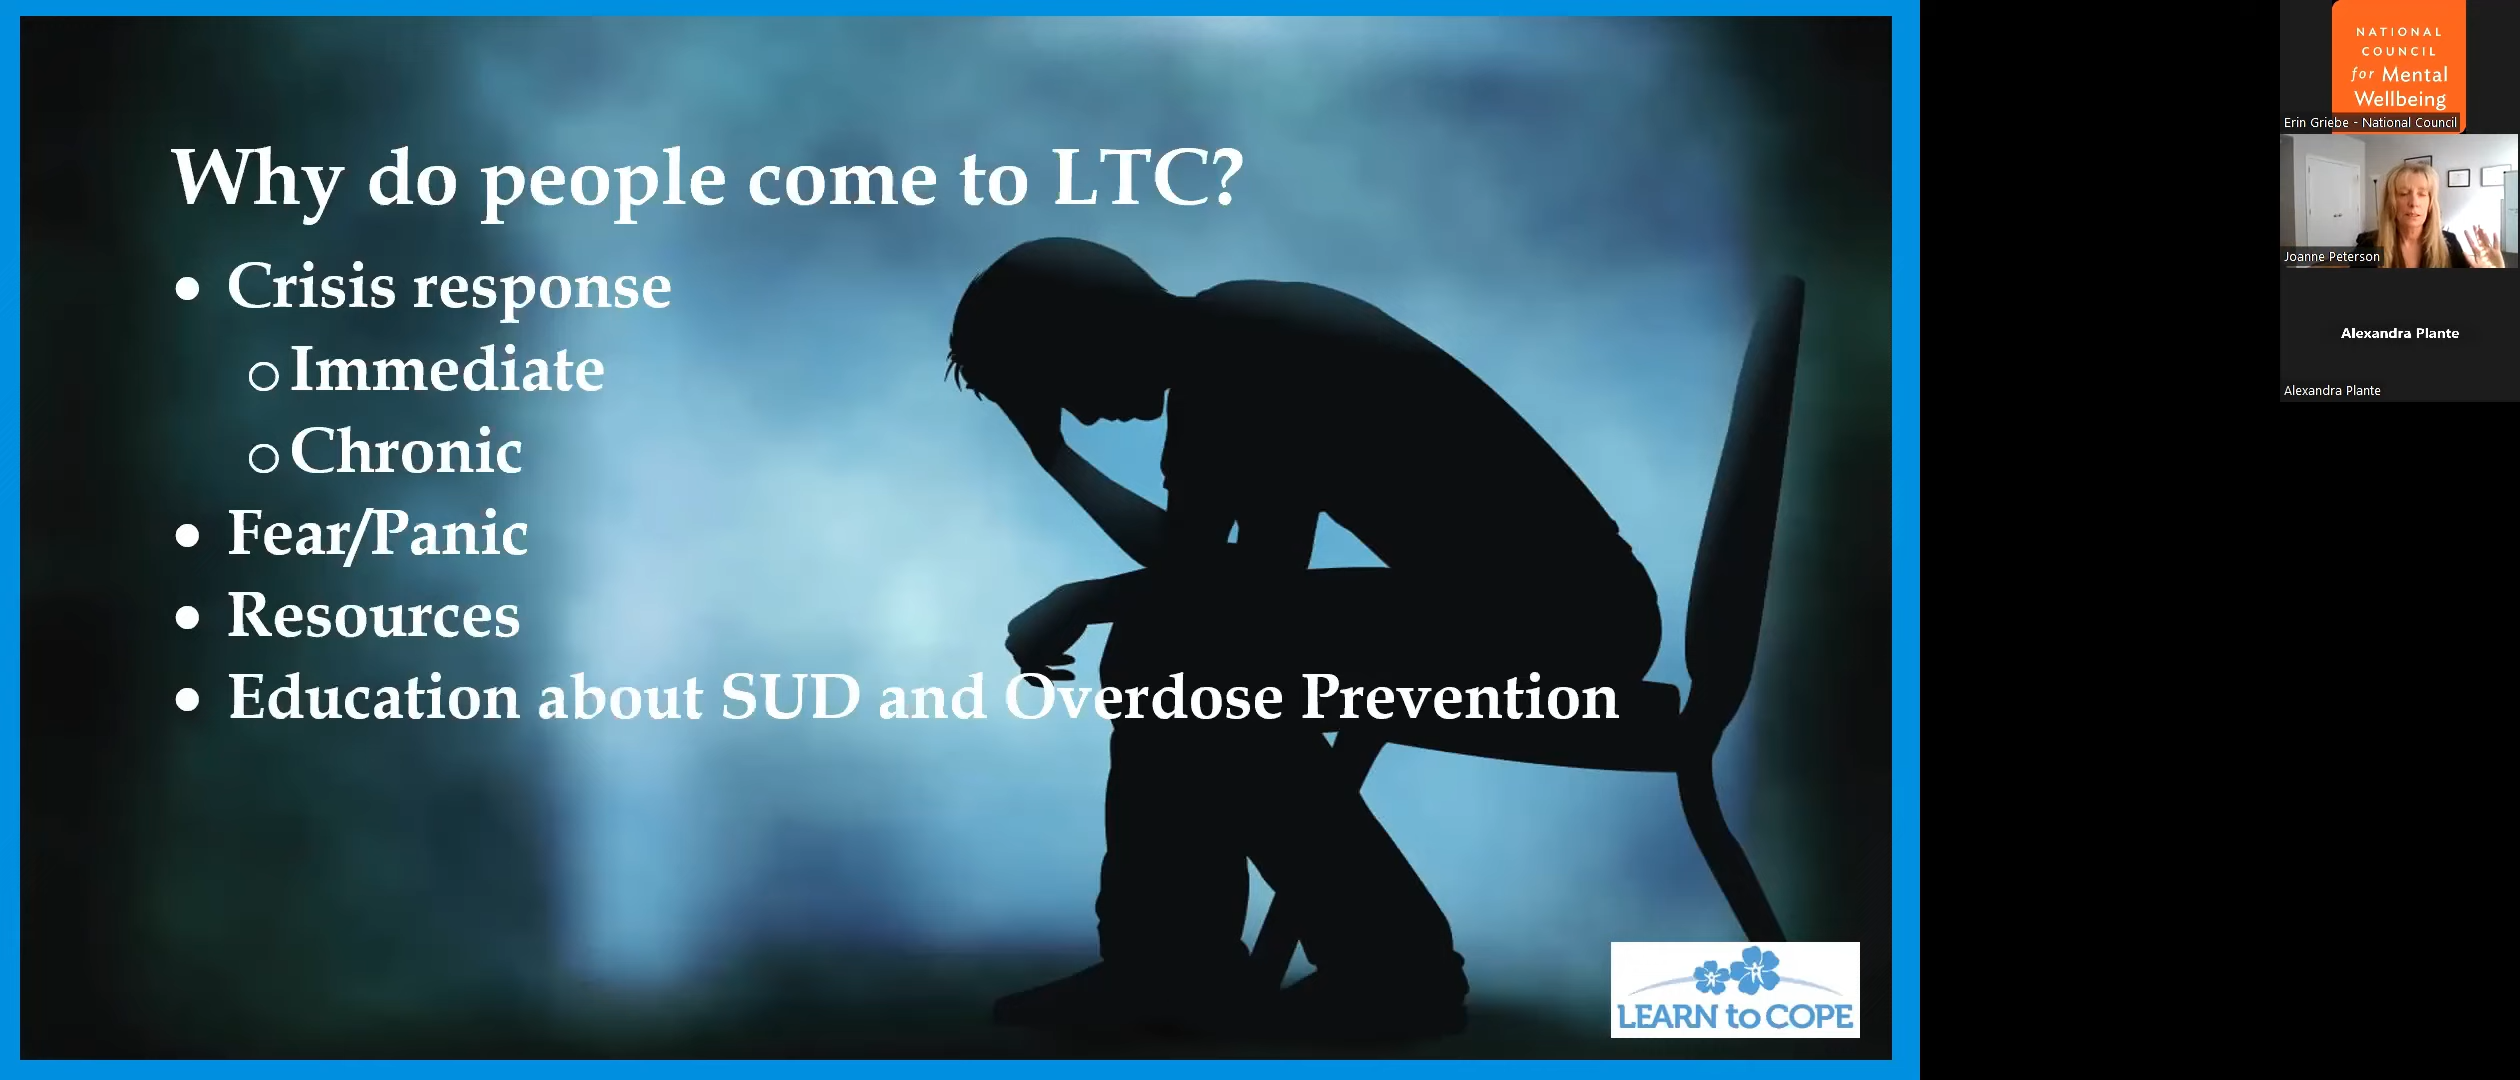 Why do people come to LTC?
• Crisis response
o Immediate
o Chronic
• Fear/Panic
• Resources
• Education about SUD and Overdose Prevention
LEARN to COPE
NATIONAL
COUNCIL
for Mental
Wellbeing
Erin Griebe - National Council
Joanne Peterson
Alexandra Plante
Alexandra Plante